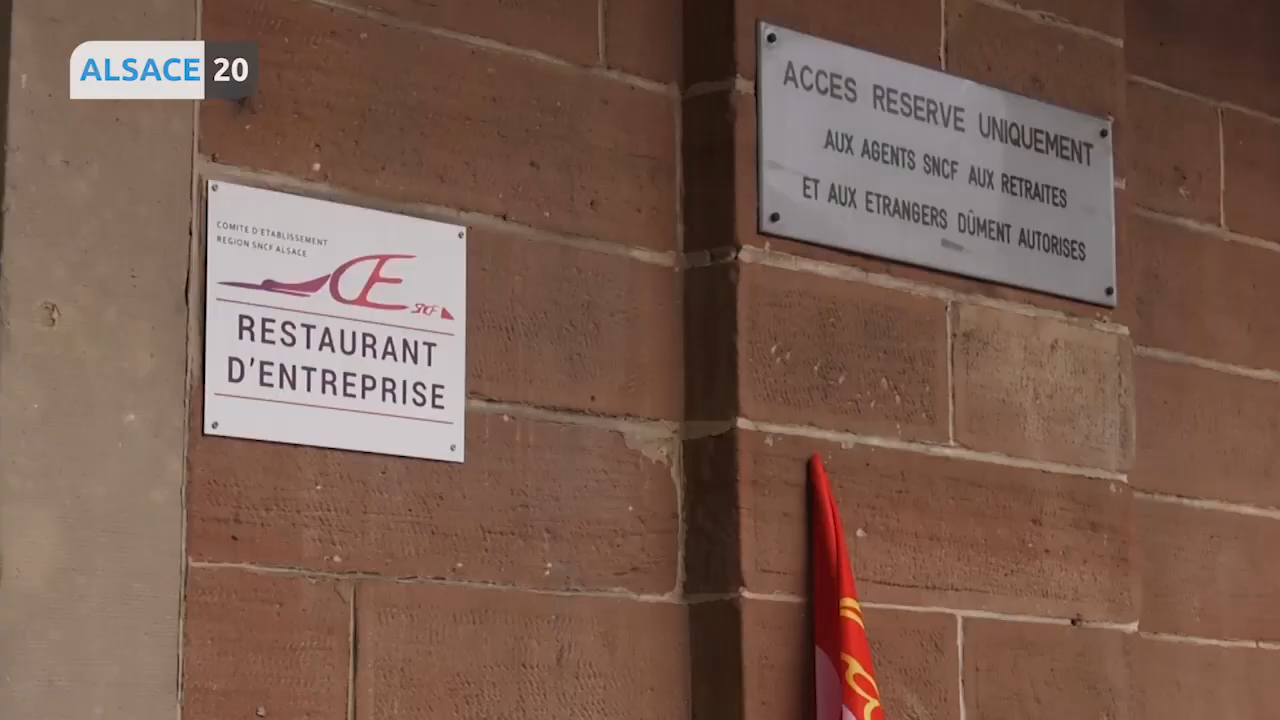 ALSACE 20
COMITE D'ETABLISSEMENT
REGION SNCF ALSACE
CE SNCF
RESTAURANT
D'ENTREPRISE
ACCES RESERVE UNIQUEMENT
AUX AGENTS SNCF AUX RETRAITES
ET AUX ETRANGERS DÛMENT AUTORISES